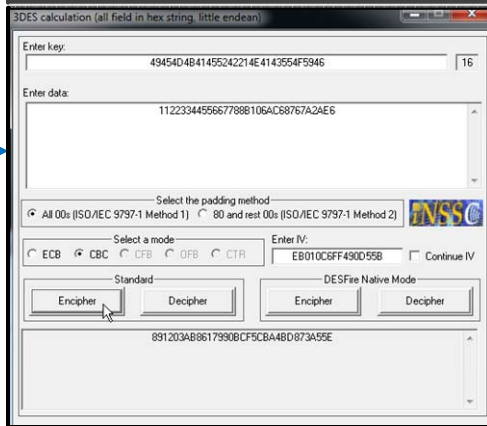 3DES calculation (all field in hex string, little endean)
Enter key:
49454D4B41455242214E4143554F5946
16
Enter data:
1122334455667788B106AC68767A2AE6
Select the padding method
All 00s (ISO/IEC 9797-1 Method 1) 80 and rest 00s (ISO/IEC 9797-1 Method 2)
iNSSC
Select a mode
ECB CBC CFB OFB CTR
Enter IV:
EB010C6FF490D55B
Continue IV
Standard
Encipher Decipher
DESFire Native Mode
Encipher Decipher
891203AB8617990BCF5CBA4BD873A55E